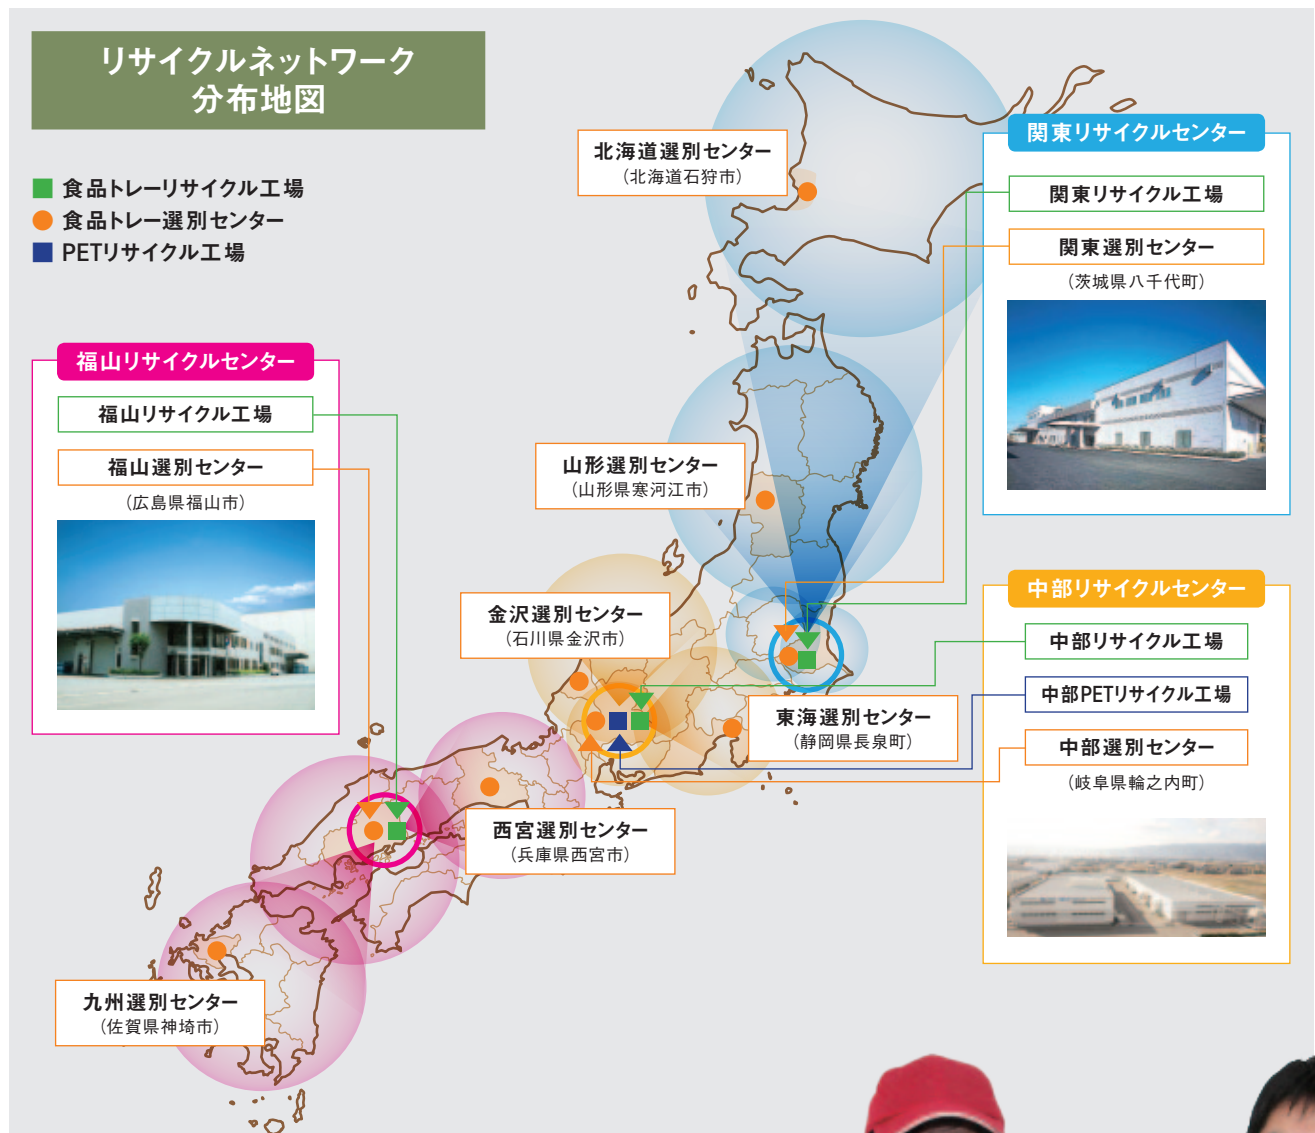 リサイクルネットワーク
分布地図
食品トレーリサイクル工場
食品トレー選別センター
PETリサイクル工場
北海道選別センター
（北海道石狩市）
関東リサイクルセンター
関東リサイクル工場
関東選別センター
（茨城県八千代町）
福山リサイクルセンター
福山リサイクル工場
福山選別センター
（広島県福山市）
山形選別センター
（山形県寒河江市）
金沢選別センター
（石川県金沢市）
中部リサイクルセンター
中部リサイクル工場
中部PETリサイクル工場
中部選別センター
（岐阜県輪之内町）
東海選別センター
（静岡県長泉町）
西宮選別センター
（兵庫県西宮市）
九州選別センター
（佐賀県神埼市）